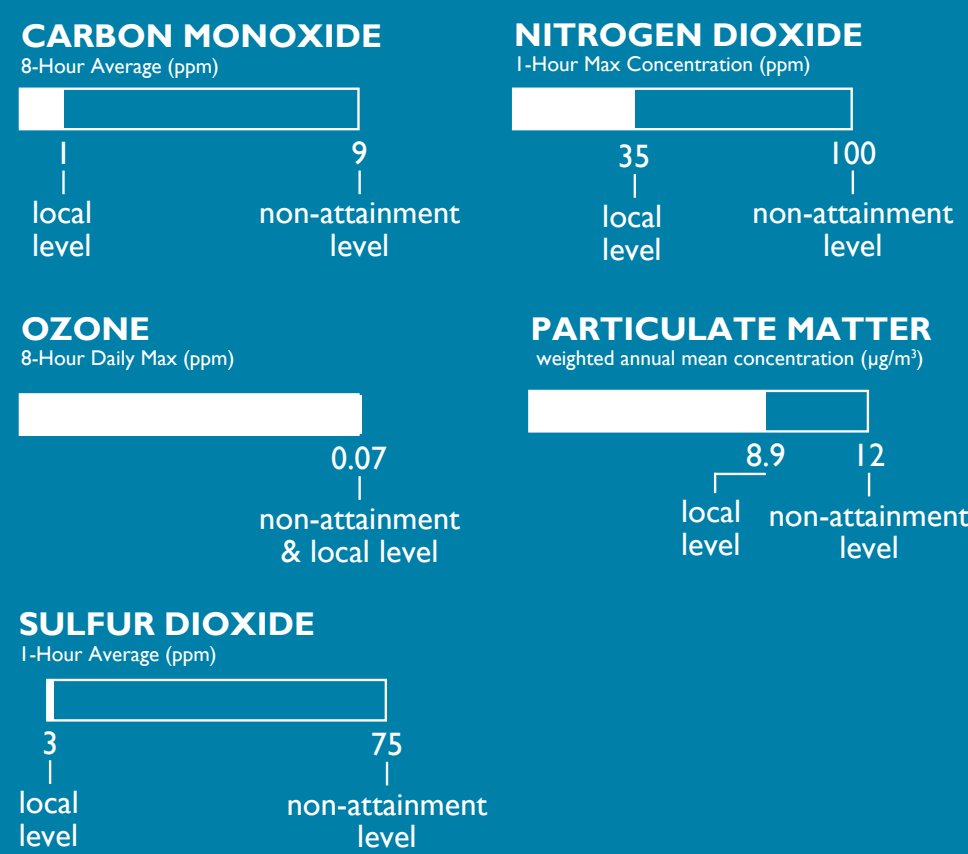 CARBON MONOXIDE
8-Hour Average (ppm)
1
9
local
level
non-attainment
level
NITROGEN DIOXIDE
1-Hour Max Concentration (ppm)
35
100
local
level
non-attainment
level
OZONE
8-Hour Daily Max (ppm)
0.07
non-attainment
& local level
PARTICULATE MATTER
weighted annual mean concentration (µg/m³)
8.9
12
local
level
non-attainment
level
SULFUR DIOXIDE
1-Hour Average (ppm)
3
75
local
level
non-attainment
level